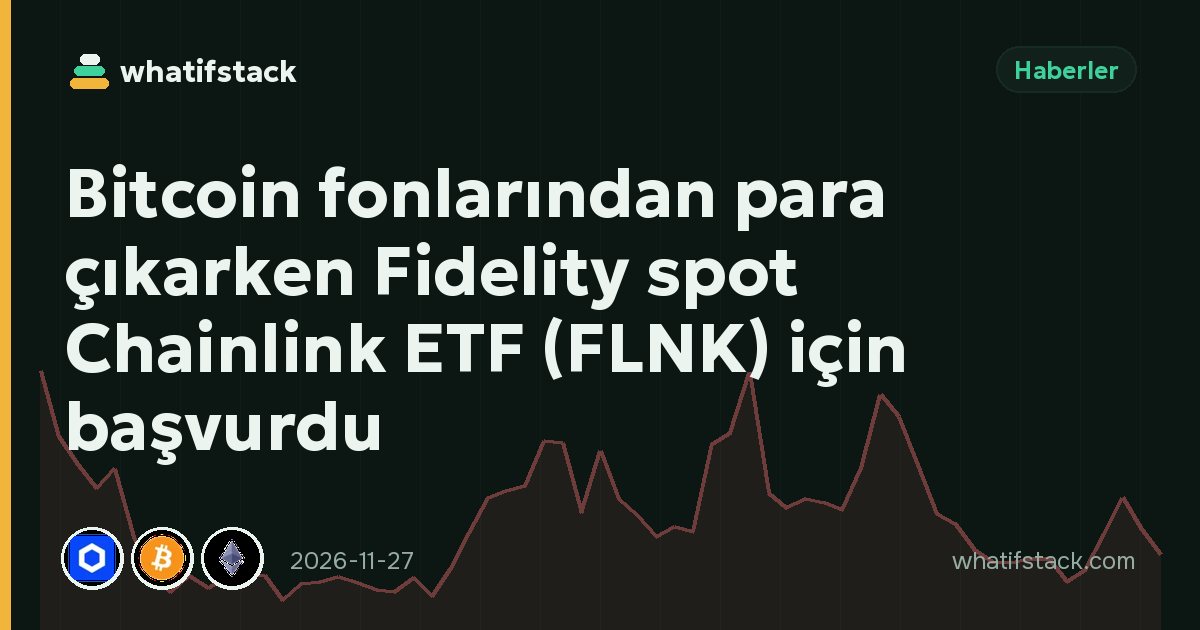 whatifstack
Haberler
Bitcoin fonlarından para
çıkarken Fidelity spot
Chainlink ETF (FLNK) için
başvurdu
2026-11-27
whatifstack.com